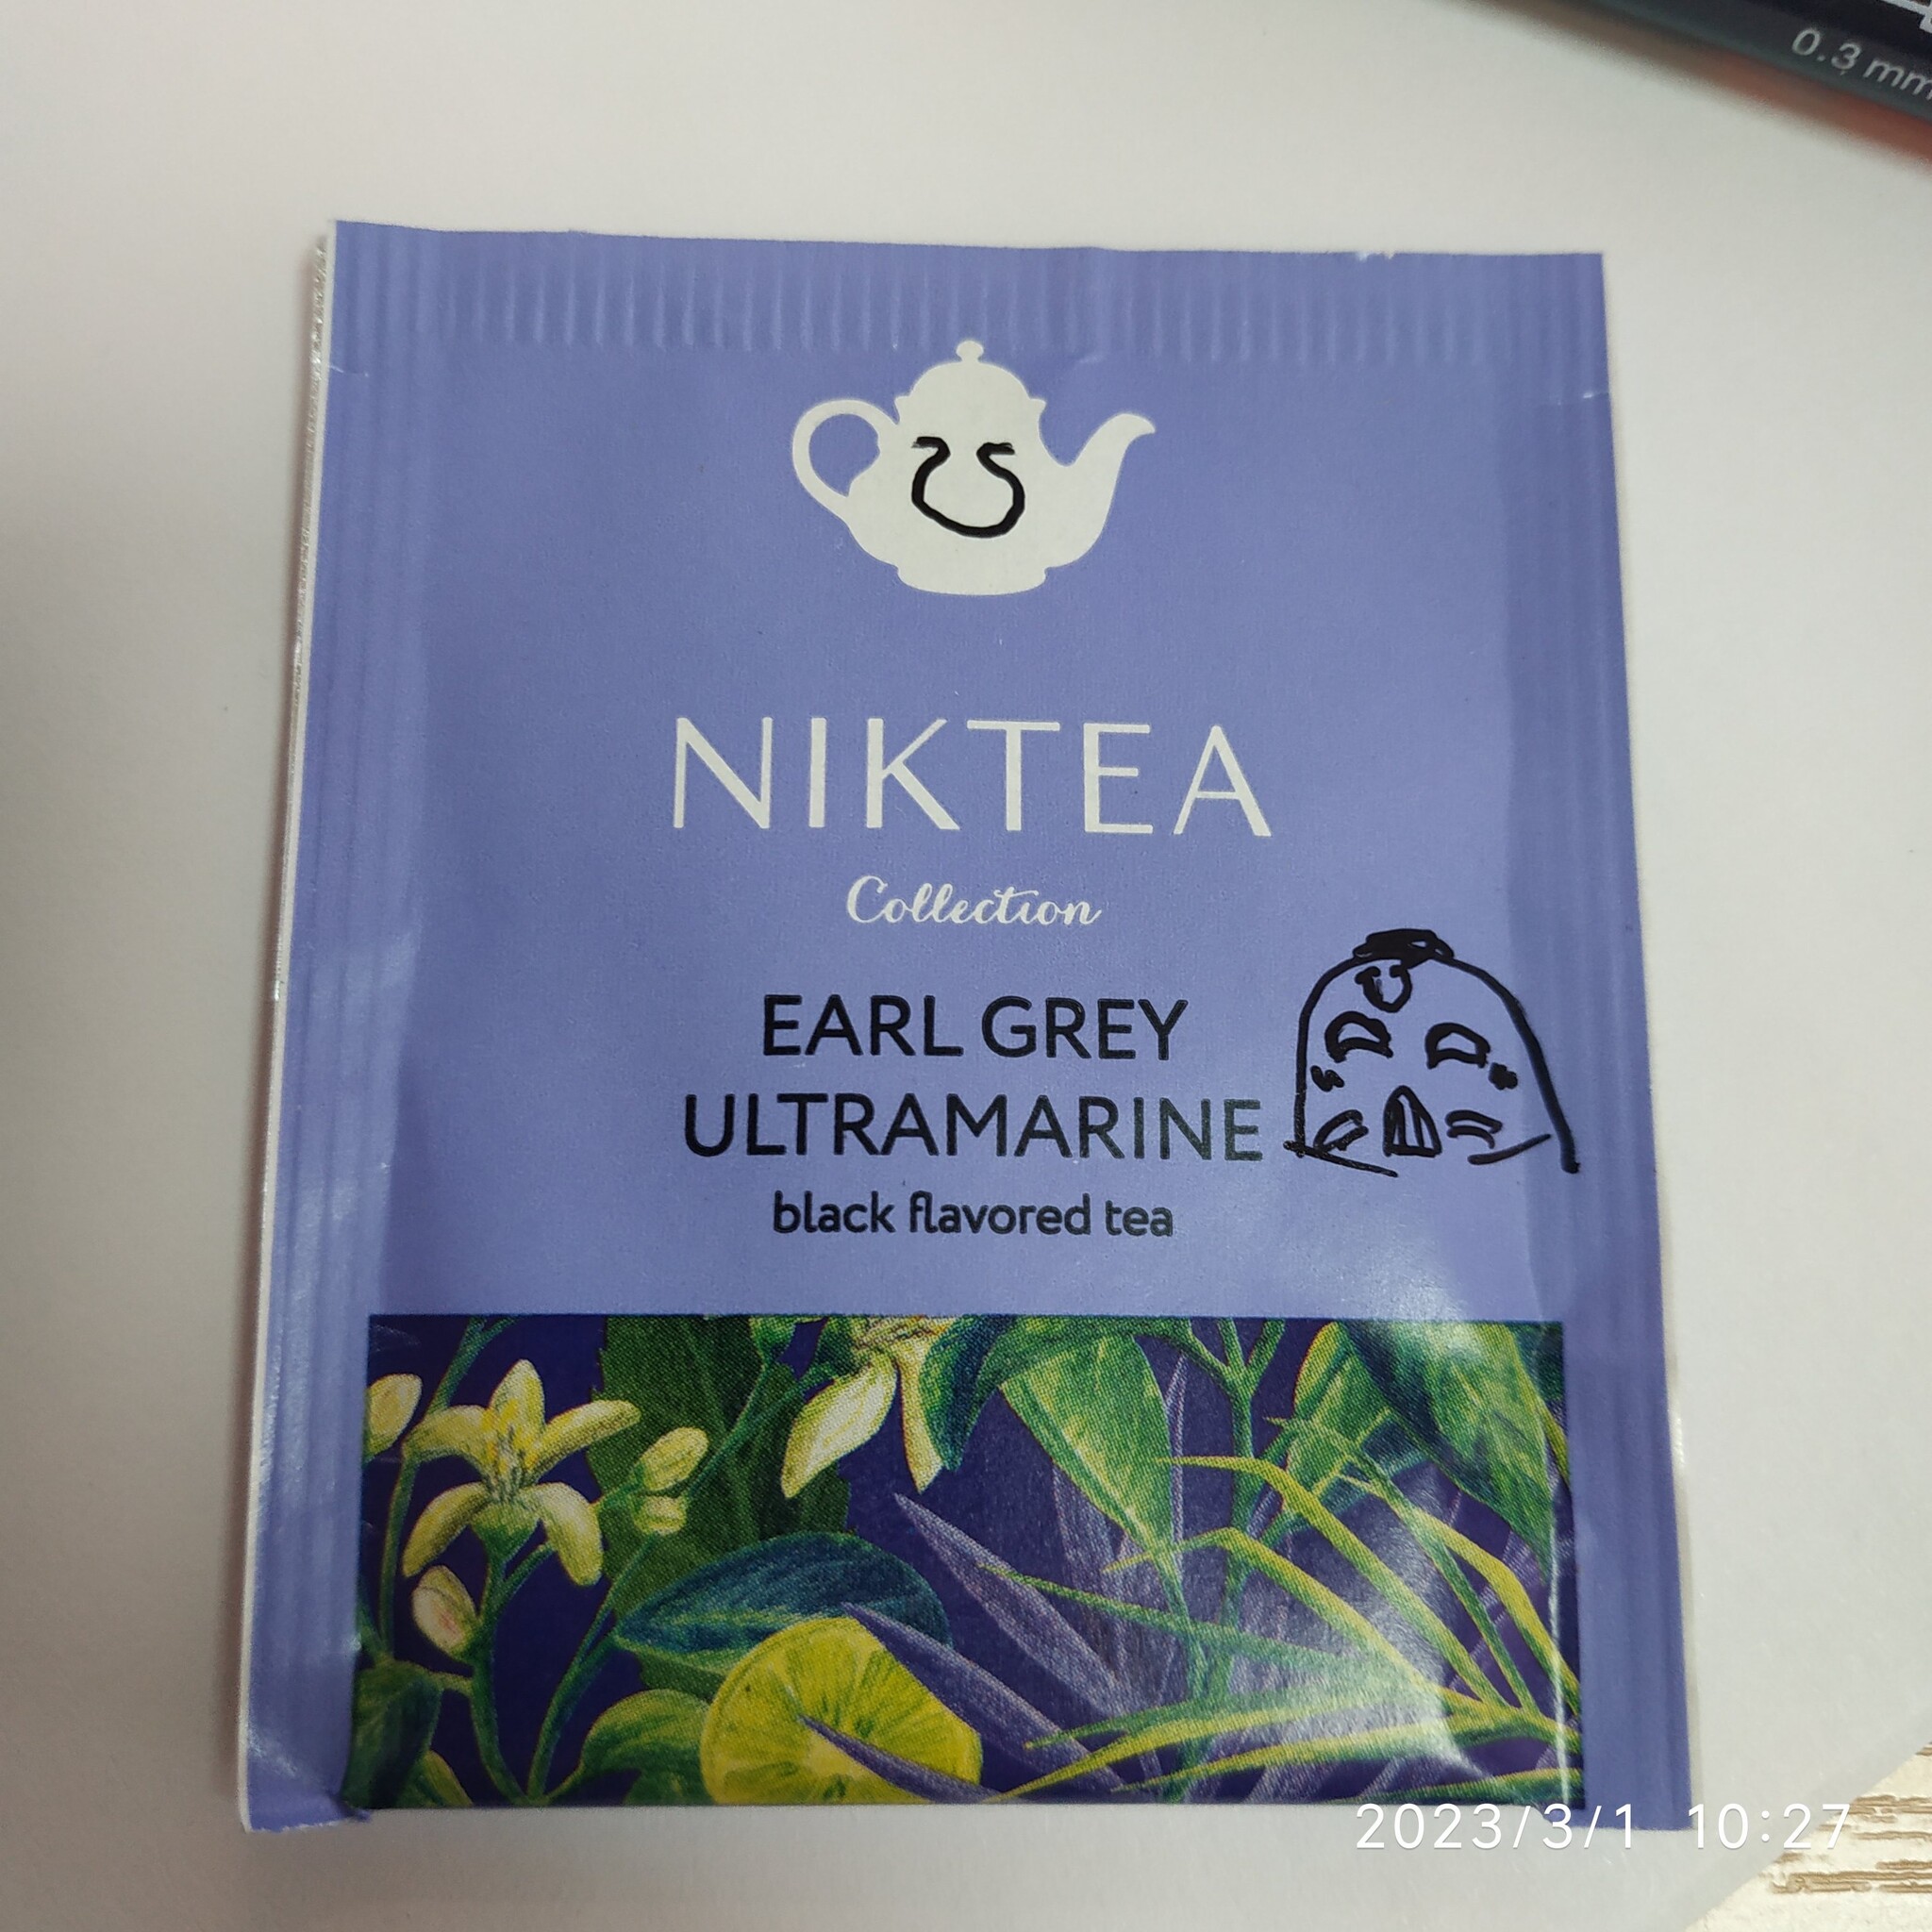 0.3 mm
NIKTEA
Collection
EARL GREY
ULTRAMARINE
black flavored tea
2023/3/1 10:27